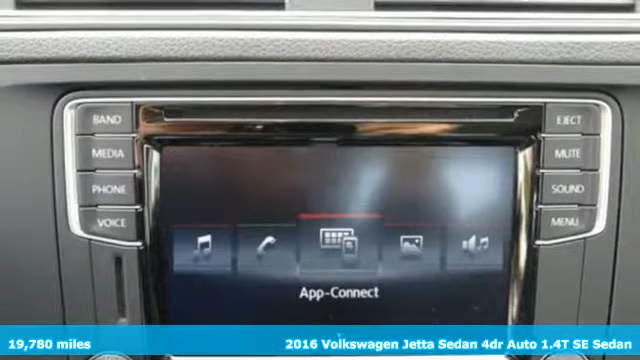 BAND
EJECT
MEDIA
MUTE
PHONE
SOUND
VOICE
MENU
App-Connect
19,780 miles
2016 Volkswagen Jetta Sedan 4dr Auto 1.4T SE Sedan